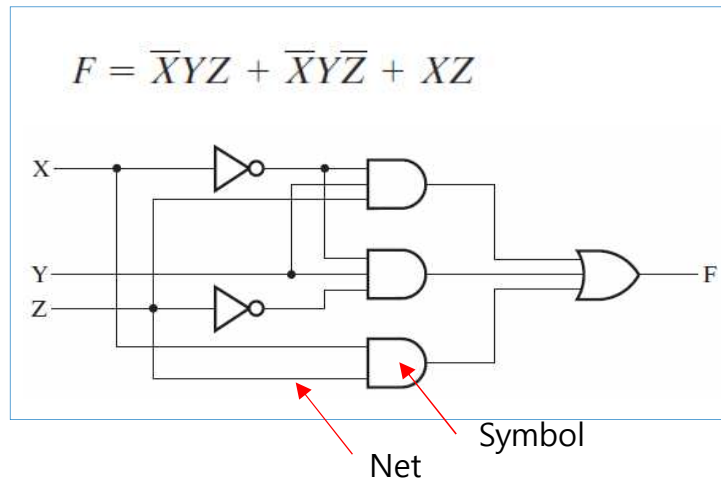 F = X̅YZ + X̅YZ̅ + XZ
X
Y
Z
F
Symbol
Net